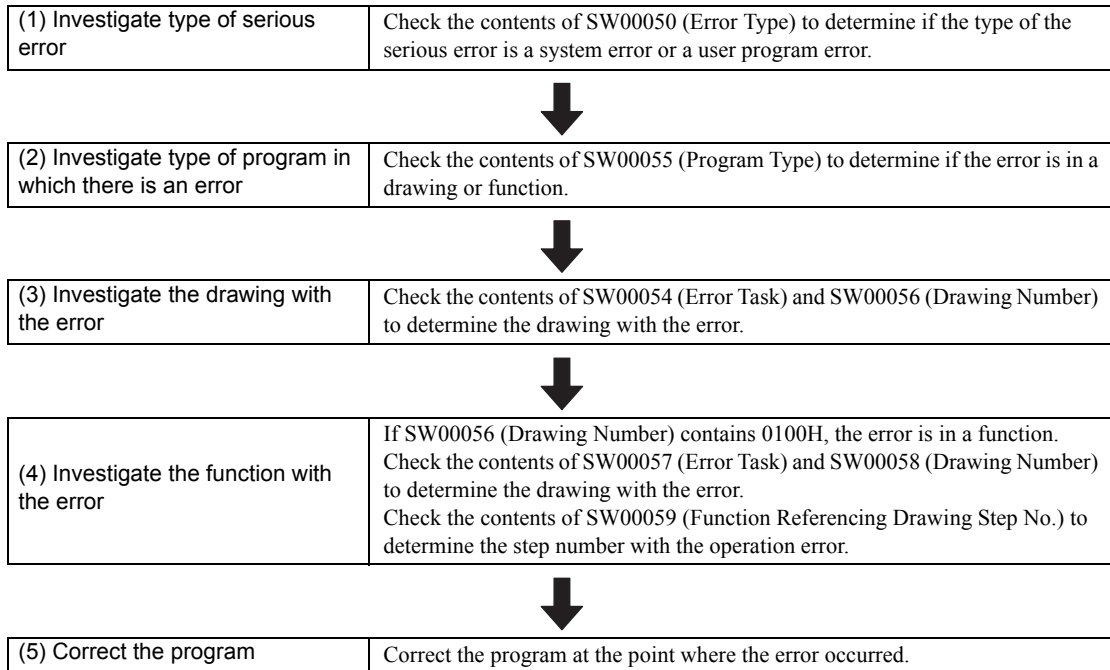 (1) Investigate type of serious
error
Check the contents of SW00050 (Error Type) to determine if the type of the
serious error is a system error or a user program error.
(2) Investigate type of program in
which there is an error
Check the contents of SW00055 (Program Type) to determine if the error is in a
drawing or function.
(3) Investigate the drawing with
the error
Check the contents of SW00054 (Error Task) and SW00056 (Drawing Number)
to determine the drawing with the error.
(4) Investigate the function with
the error
If SW00056 (Drawing Number) contains 0100H, the error is in a function.
Check the contents of SW00057 (Error Task) and SW00058 (Drawing Number)
to determine the drawing with the error.
Check the contents of SW00059 (Function Referencing Drawing Step No.) to
determine the step number with the operation error.
(5) Correct the program
Correct the program at the point where the error occurred.